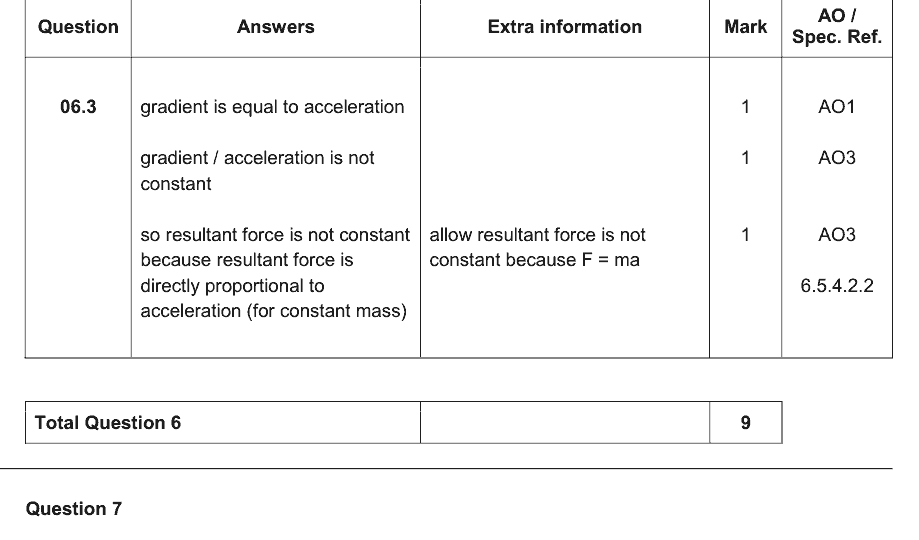 Question Answers Extra information Mark AO /
Spec. Ref.
06.3 gradient is equal to acceleration 1 AO1
gradient / acceleration is not 1 AO3
constant
so resultant force is not constant allow resultant force is not 1 AO3
because resultant force is constant because F = ma
directly proportional to 6.5.4.2.2
acceleration (for constant mass)
Total Question 6 9
Question 7